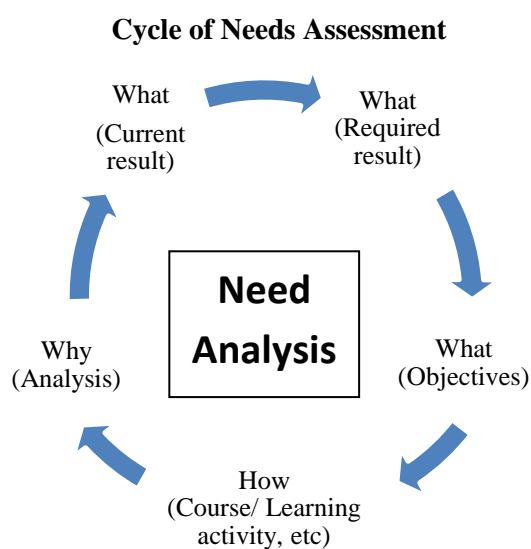 Cycle of Needs Assessment
What
(Current
result)
What
(Required
result)
What
(Objectives)
How
(Course/ Learning
activity, etc)
Why
(Analysis)
Need
Analysis